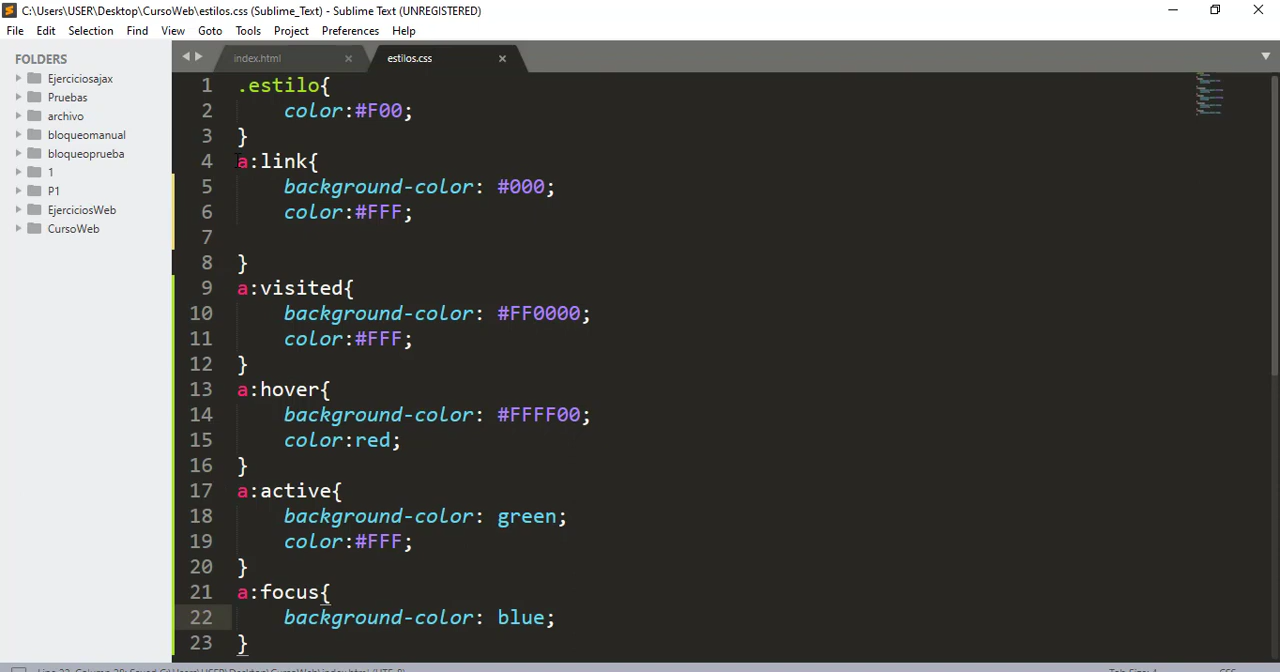 C:\Users\USER\Desktop\CursoWeb\estilos.css (Sublime_Text) (UNREGISTERED)
File Edit Selection Find View Goto Tools Project Preferences Help
FOLDERS
Ejerciciosajax
Pruebas
archivo
bloqueomanual
bloqueoprueba
1
P1
EjerciciosWeb
CursoWeb
index.html estilos.css
1 .estilo{
2 color:#F00;
3 }
4 a:link{
5 background-color: #000;
6 color:#FFF;
7
8 }
9 a:visited{
10 background-color: #FF0000;
11 color:#FFF;
12 }
13 a:hover{
14 background-color: #FFFF00;
15 color:red;
16 }
17 a:active{
18 background-color: green;
19 color:#FFF;
20 }
21 a:focus{
22 background-color: blue;
23 }